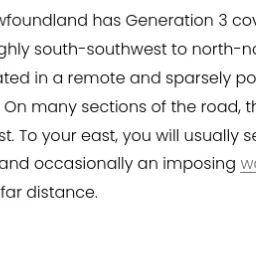 wfoundland has Generation 3 cov
ghly south-southwest to north-no
ated in a remote and sparsely po
On many sections of the road, th
st. To your east, you will usually se
and occasionally an imposing wo
far distance.